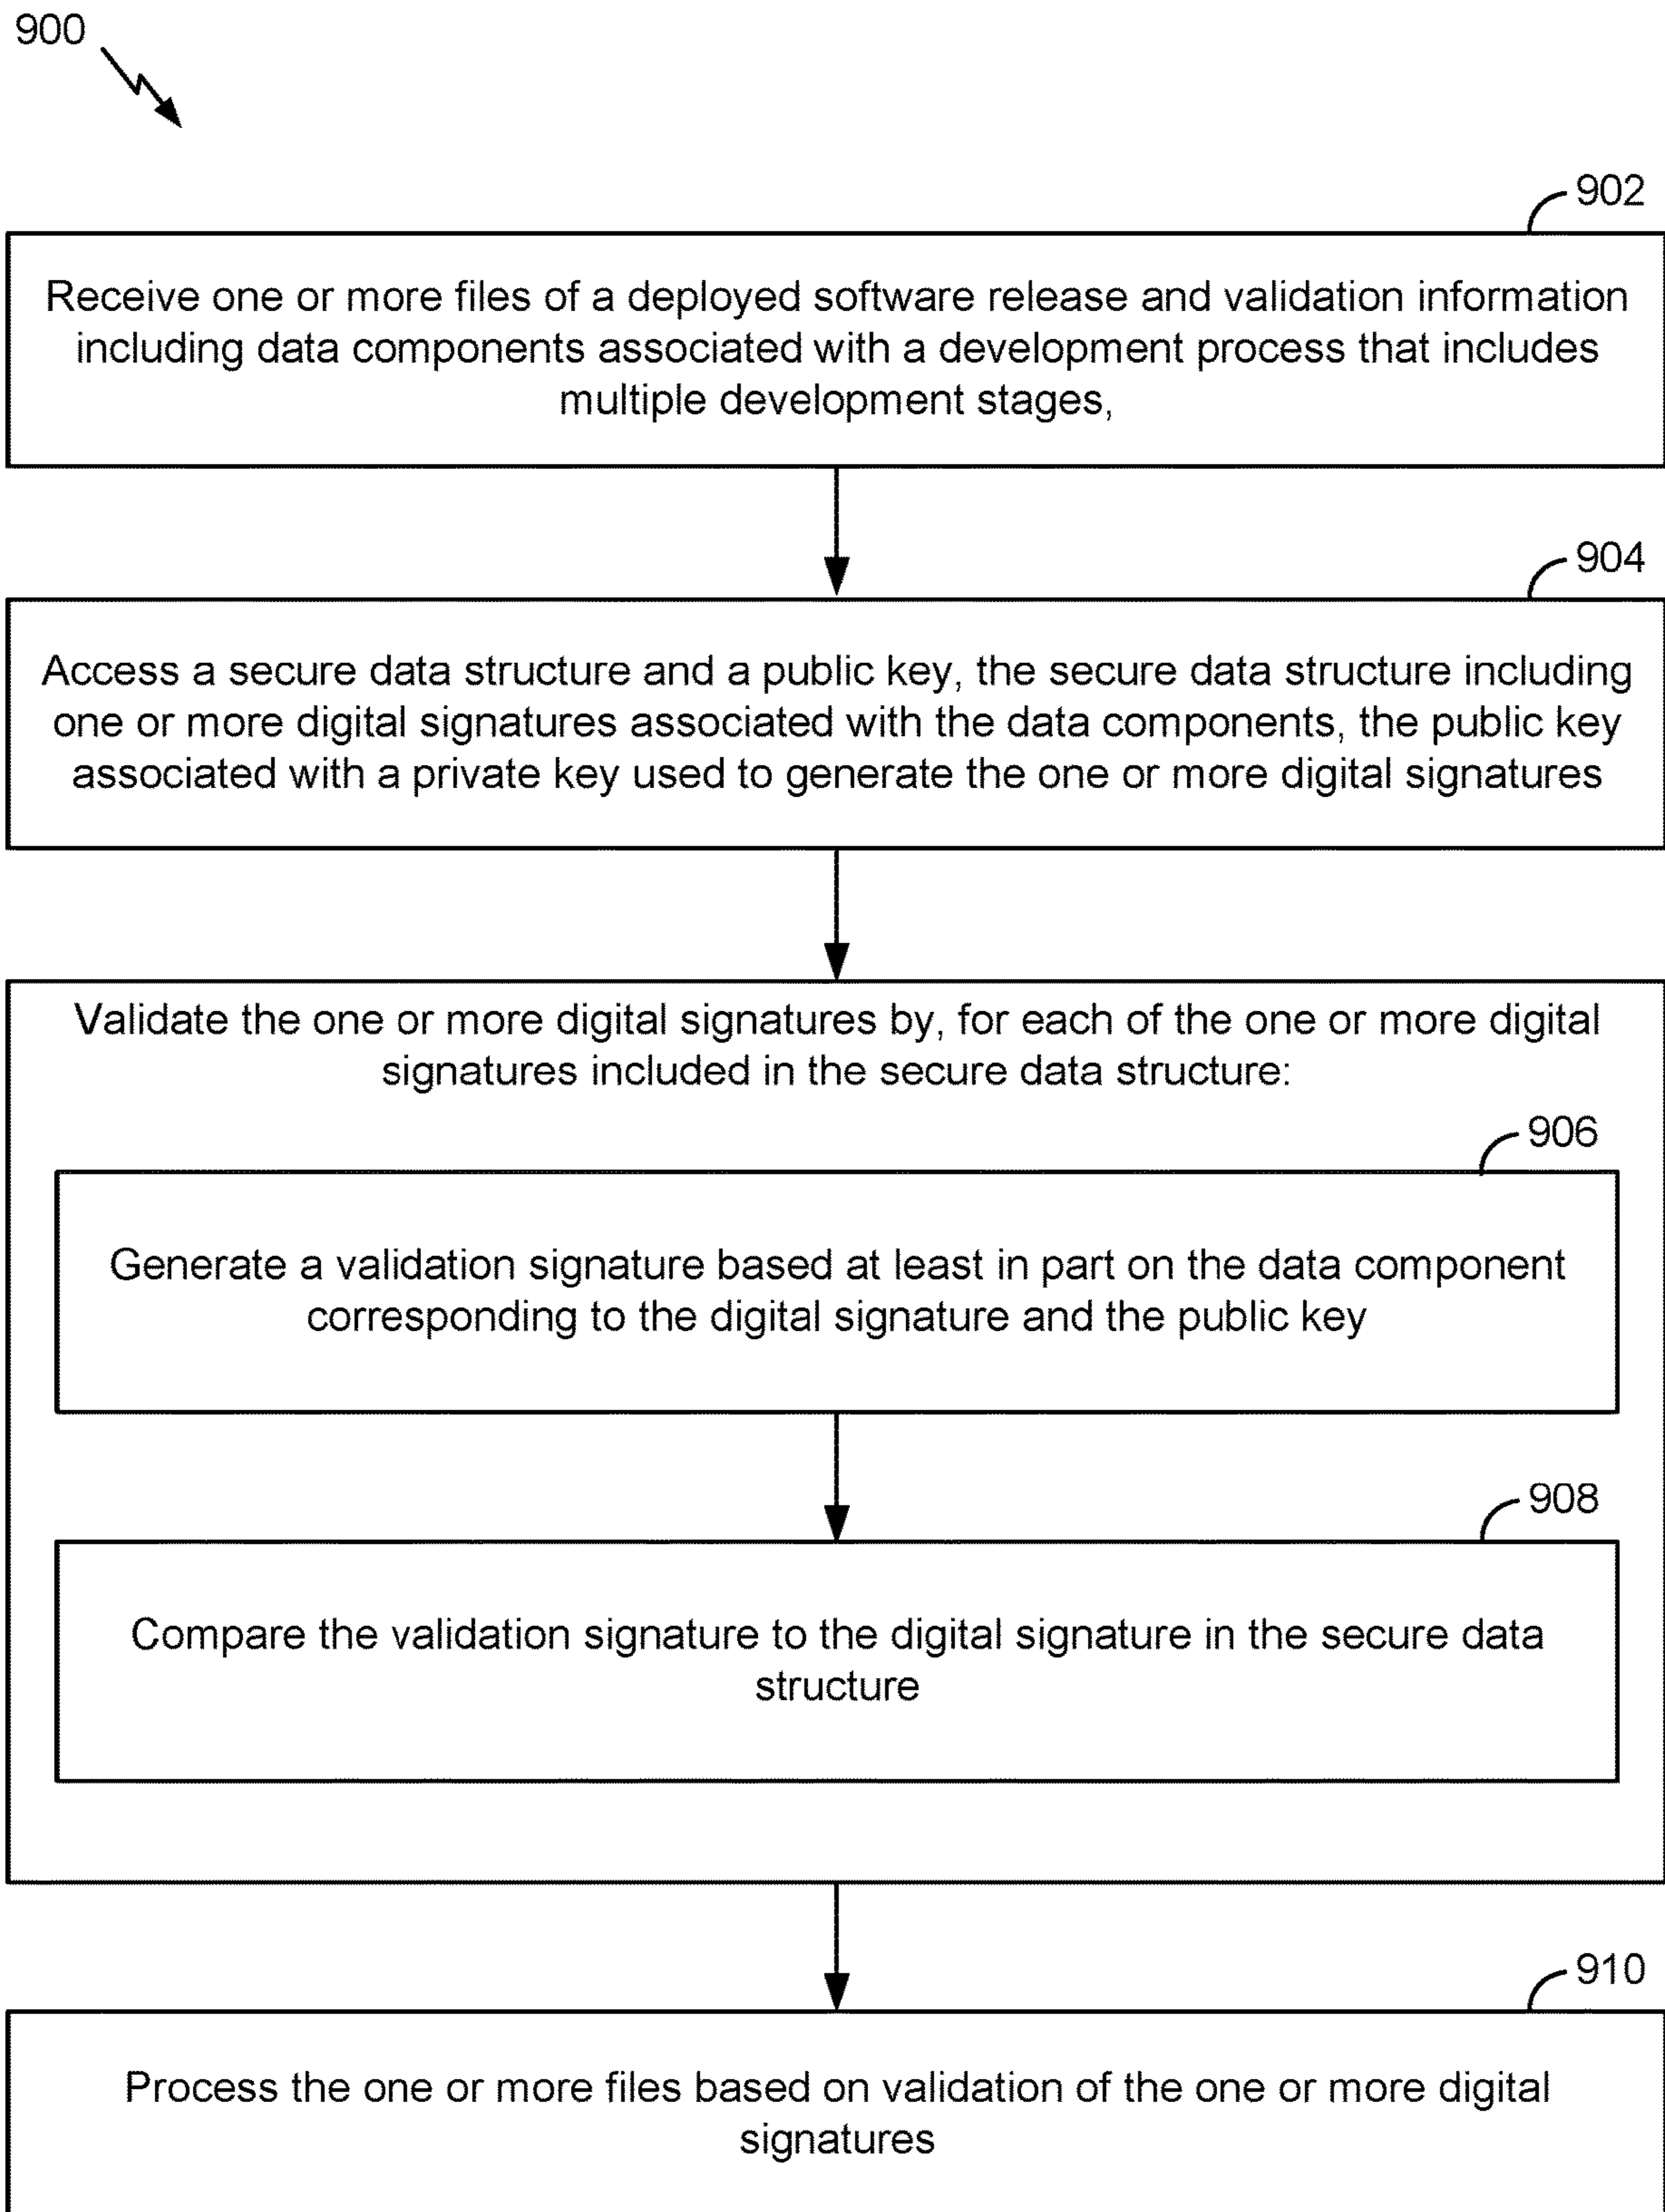 900
902
Receive one or more files of a deployed software release and validation information
including data components associated with a development process that includes
multiple development stages,
904
Access a secure data structure and a public key, the secure data structure including
one or more digital signatures associated with the data components, the public key
associated with a private key used to generate the one or more digital signatures
Validate the one or more digital signatures by, for each of the one or more digital
signatures included in the secure data structure:
906
Generate a validation signature based at least in part on the data component
corresponding to the digital signature and the public key
908
Compare the validation signature to the digital signature in the secure data
structure
910
Process the one or more files based on validation of the one or more digital
signatures